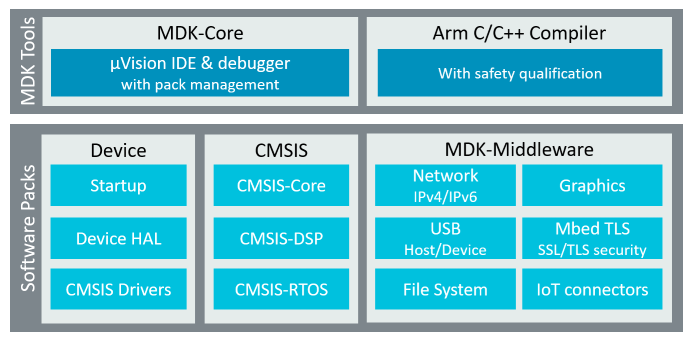 MDK Tools
MDK-Core
µVision IDE & debugger
with pack management
Arm C/C++ Compiler
With safety qualification
Software Packs
Device
Startup
Device HAL
CMSIS Drivers
CMSIS
CMSIS-Core
CMSIS-DSP
CMSIS-RTOS
MDK-Middleware
Network
IPv4/IPv6
Graphics
USB
Host/Device
Mbed TLS
SSL/TLS security
File System
IoT connectors